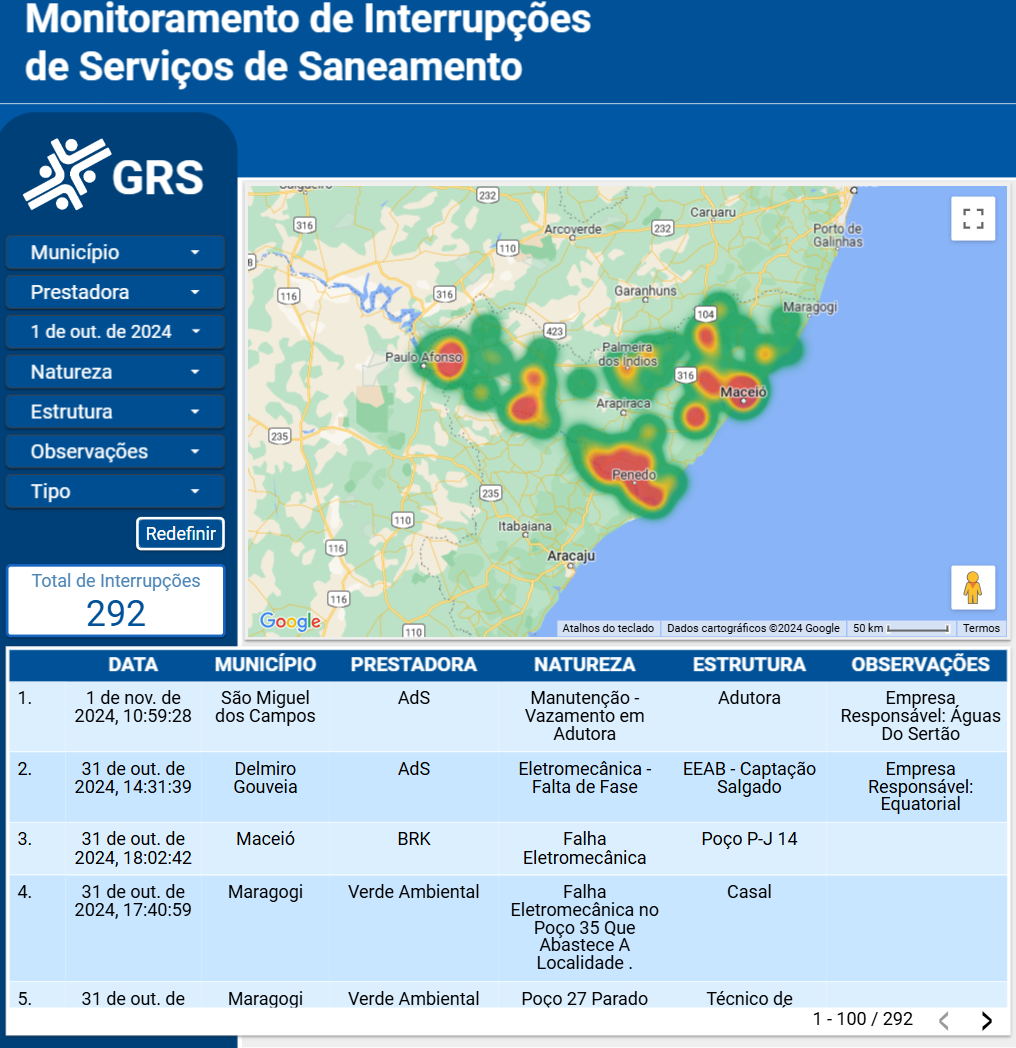 Monitoramento de Interrupções
de Serviços de Saneamento
GRS
Município
Prestadora
1 de out. de 2024
Natureza
Estrutura
Observações
Tipo
Redefinir
Total de Interrupções
292
Salgueiro
232
316
Arcoverde
Caruaru
232
110
Porto de
Galinhas
116
316
Garanhuns
104
Maragogi
423
Paulo Afonso
Palmeira
dos Índios
316
Maceió
Arapiraca
235
Penedo
235
110
Itabaiana
116
Aracaju
116
110
Google
Atalhos do teclado
Dados cartográficos ©2024 Google
50 km
Termos
DATA MUNICÍPIO PRESTADORA NATUREZA ESTRUTURA OBSERVAÇÕES
1. 1 de nov. de São Miguel AdS Manutenção - Adutora Empresa
2024, 10:59:28 dos Campos Vazamento em Responsável: Águas
Adutora Do Sertão
2. 31 de out. de Delmiro AdS Eletromecânica - EEAB - Captação Empresa
2024, 14:31:39 Gouveia Falta de Fase Salgado Responsável:
Equatorial
3. 31 de out. de Maceió BRK Falha Poço P-J 14
2024, 18:02:42 Eletromecânica
4. 31 de out. de Maragogi Verde Ambiental Falha Casal
2024, 17:40:59 Eletromecânica no
Poço 35 Que
Abastece A
Localidade .
5. 31 de out. de Maragogi Verde Ambiental Poço 27 Parado Técnico de
1 - 100 / 292